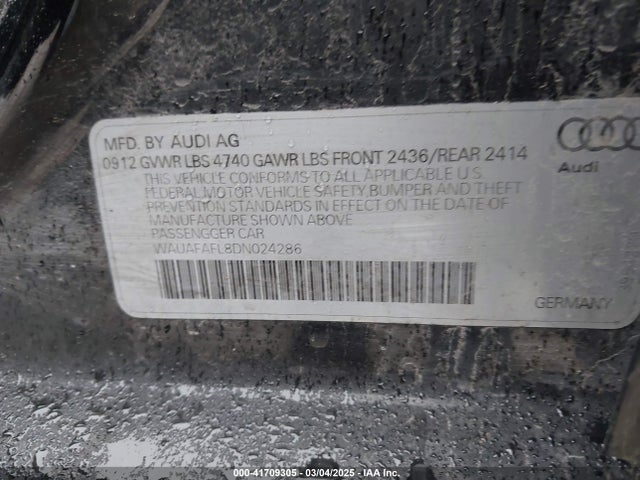 MFD. BY AUDI AG
0912 GVWR LBS 4740 GAWR LBS FRONT 2436/REAR 2414
THIS VEHICLE CONFORMS TO ALL APPLICABLE U.S.
FEDERAL MOTOR VEHICLE SAFETY, BUMPER AND THEFT
PREVENTION STANDARDS IN EFFECT ON THE DATE OF
MANUFACTURE SHOWN ABOVE
PASSENGGER CAR
WAUAFAFL8DN024286
Audi
GERMANY
000-41709305 - 03/04/2025 - IAA Inc.